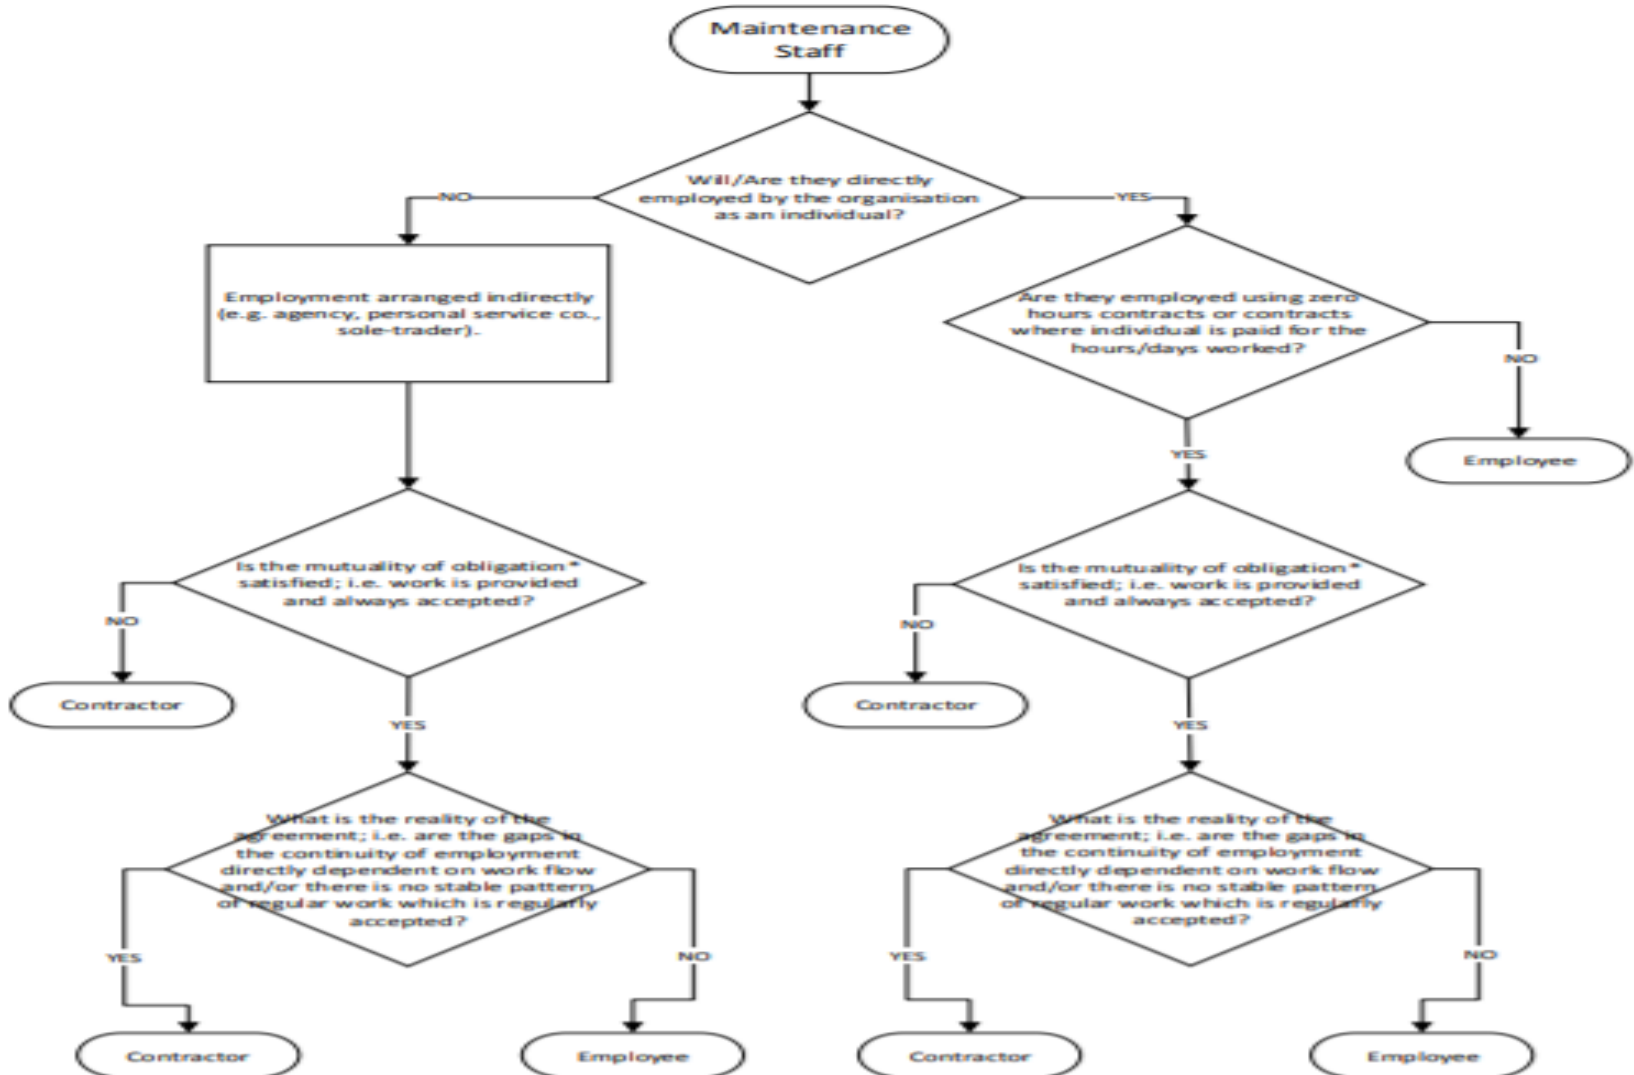 Maintenance
Staff
Will/Are they directly
employed by the organisation
as an individual?
NO
YES
Employment arranged indirectly
(e.g. agency, personal service co.,
sole-trader).
Are they employed using zero
hours contracts or contracts
where individual is paid for the
hours/days worked?
NO
Employee
YES
Is the mutuality of obligation*
satisfied; i.e. work is provided
and always accepted?
NO
Contractor
YES
Is the mutuality of obligation*
satisfied; i.e. work is provided
and always accepted?
NO
Contractor
YES
What is the reality of the
agreement; i.e. are the gaps in
the continuity of employment
directly dependent on work flow
and/or there is no stable pattern
of regular work which is regularly
accepted?
YES
NO
Contractor
Employee
What is the reality of the
agreement; i.e. are the gaps in
the continuity of employment
directly dependent on work flow
and/or there is no stable pattern
of regular work which is regularly
accepted?
YES
NO
Contractor
Employee